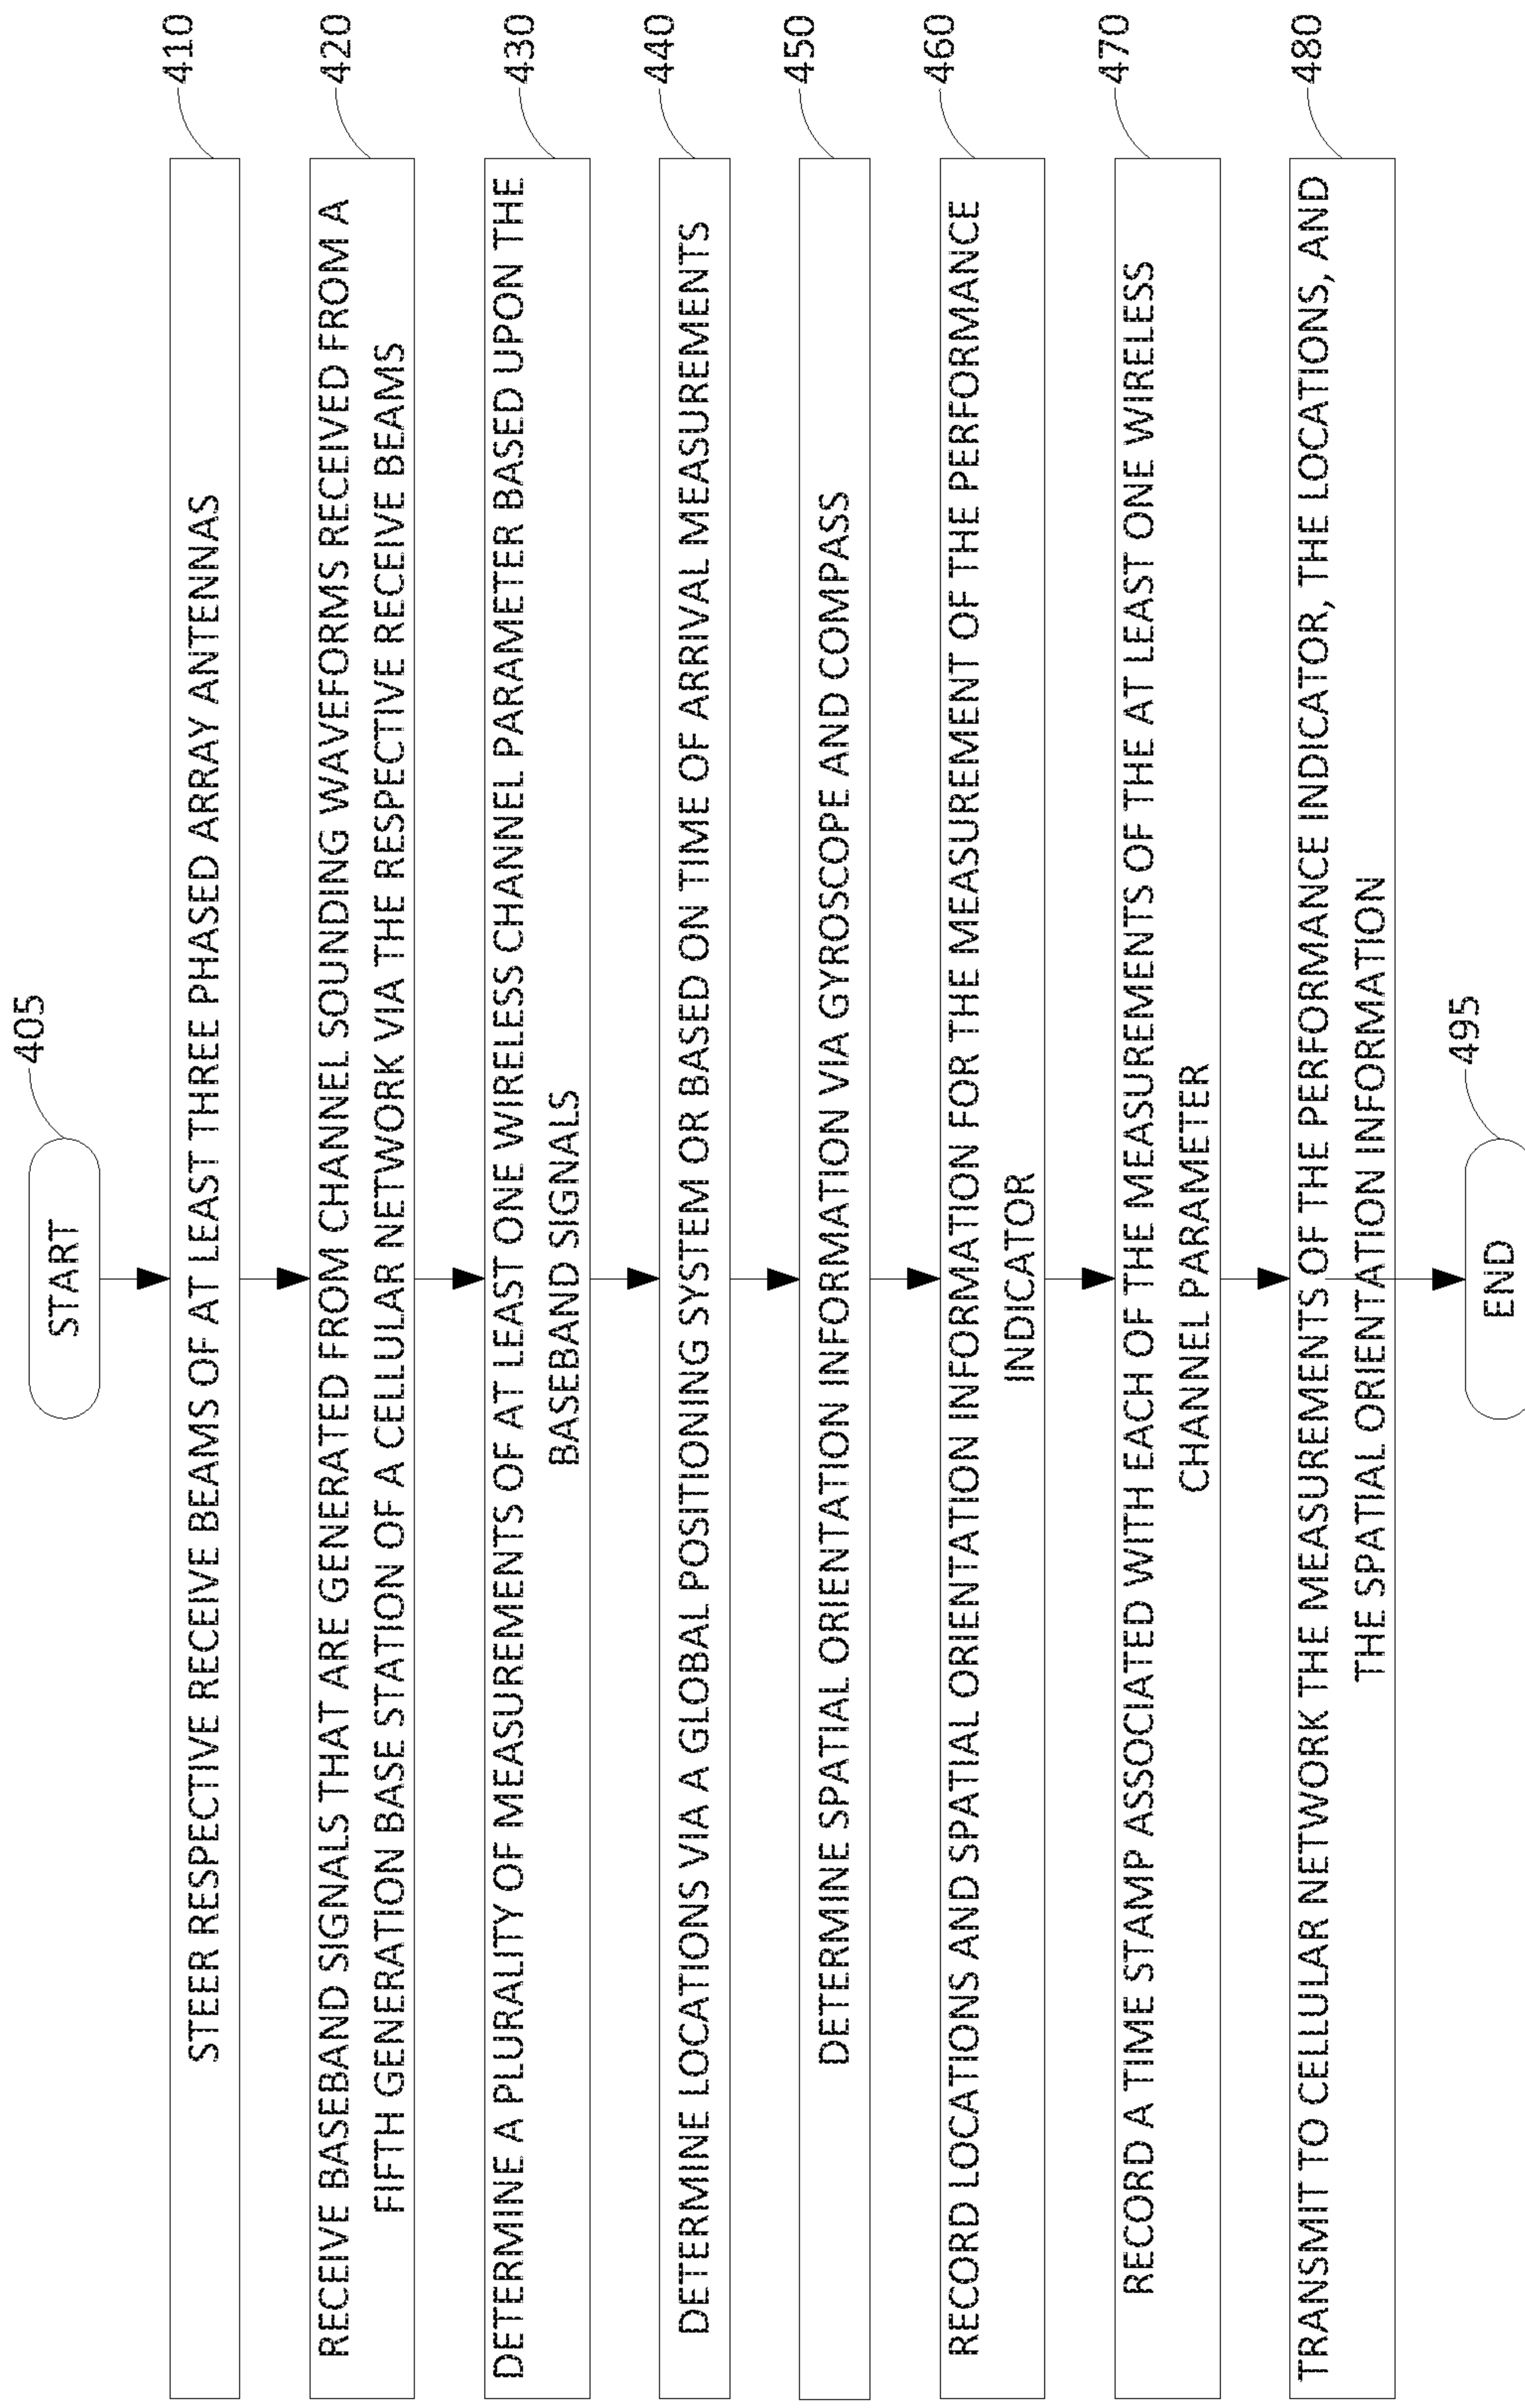 405
START
410
STEER RESPECTIVE RECEIVE BEAMS OF AT LEAST THREE PHASED ARRAY ANTENNAS
420
RECEIVE BASEBAND SIGNALS THAT ARE GENERATED FROM CHANNEL SOUNDING WAVEFORMS RECEIVED FROM A
FIFTH GENERATION BASE STATION OF A CELLULAR NETWORK VIA THE RESPECTIVE RECEIVE BEAMS
430
DETERMINE A PLURALITY OF MEASUREMENTS OF AT LEAST ONE WIRELESS CHANNEL PARAMETER BASED UPON THE
BASEBAND SIGNALS
440
DETERMINE LOCATIONS VIA A GLOBAL POSITIONING SYSTEM OR BASED ON TIME OF ARRIVAL MEASUREMENTS
450
DETERMINE SPATIAL ORIENTATION INFORMATION VIA GYROSCOPE AND COMPASS
460
RECORD LOCATIONS AND SPATIAL ORIENTATION INFORMATION FOR THE MEASUREMENT OF THE PERFORMANCE
INDICATOR
470
RECORD A TIME STAMP ASSOCIATED WITH EACH OF THE MEASUREMENTS OF THE AT LEAST ONE WIRELESS
CHANNEL PARAMETER
480
TRANSMIT TO CELLULAR NETWORK THE MEASUREMENTS OF THE PERFORMANCE INDICATOR, THE LOCATIONS, AND
THE SPATIAL ORIENTATION INFORMATION
495
END